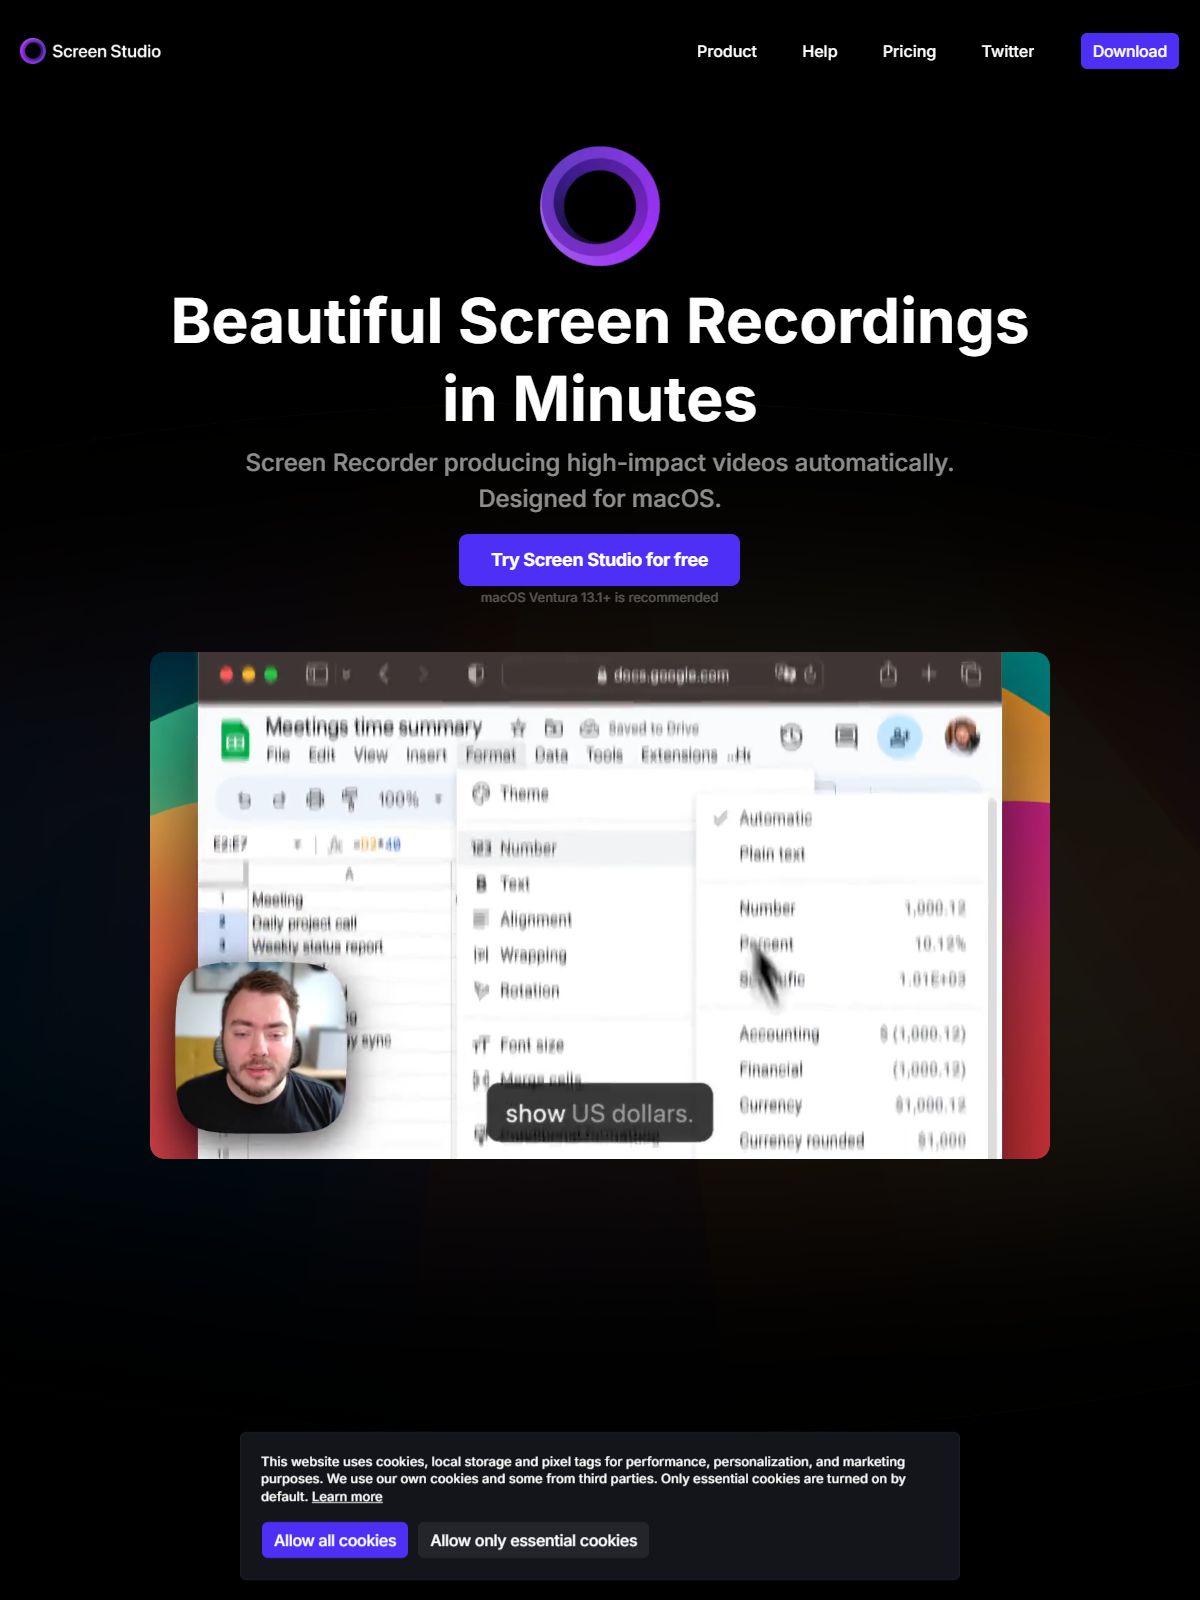 Screen Studio
Product
Help
Pricing
Twitter
Download
Beautiful Screen Recordings
in Minutes
Screen Recorder producing high-impact videos automatically.
Designed for macOS.
Try Screen Studio for free
macOS Ventura 13.1+ is recommended
docs.google.com
Meetings time summary
Saved to Drive
File Edit View Insert Format Data Tools Extensions
100%
Theme
E2:E7
=D2*40
Automatic
Number
Plain text
A
Text
1 Meeting
Alignment
Number 1,000.12
2 Daily project call
3 Weekly status report
Wrapping
Percent 10.12%
Rotation
1.01E+03
Font size
Accounting $ (1,000.12)
sync
Merge cells
Financial (1,000.12)
show US dollars.
Currency $1,000.12
Currency rounded $1,000
This website uses cookies, local storage and pixel tags for performance, personalization, and marketing
purposes. We use our own cookies and some from third parties. Only essential cookies are turned on by
default. Learn more
Allow all cookies
Allow only essential cookies